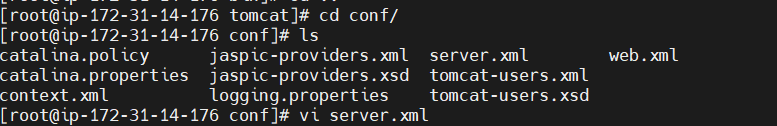 [root@ip-172-31-14-176 tomcat]# cd conf/
[root@ip-172-31-14-176 conf]# ls
catalina.policy jaspic-providers.xml server.xml web.xml
catalina.properties jaspic-providers.xsd tomcat-users.xml
context.xml logging.properties tomcat-users.xsd
[root@ip-172-31-14-176 conf]# vi server.xml